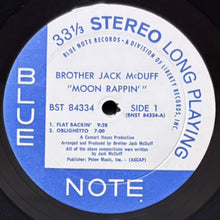 33⅓ STEREO LONG PLAYING
BLUE NOTE RECORDS • A DIVISION OF LIBERTY RECORDS, INC.
BROTHER JACK McDUFF
"MOON RAPPIN'"
BST 84334 SIDE 1
(BNST 84334-A)
1. FLAT BACKIN' 9:28
2. OBLIGHETTO 7:00
A Concert House Production
Arranged and Produced by Brother Jack McDuff
All of the above compositions were written
by Jack McDuff
Publisher: Palew Music, Inc.—(ASCAP)
BLUE
NOTE